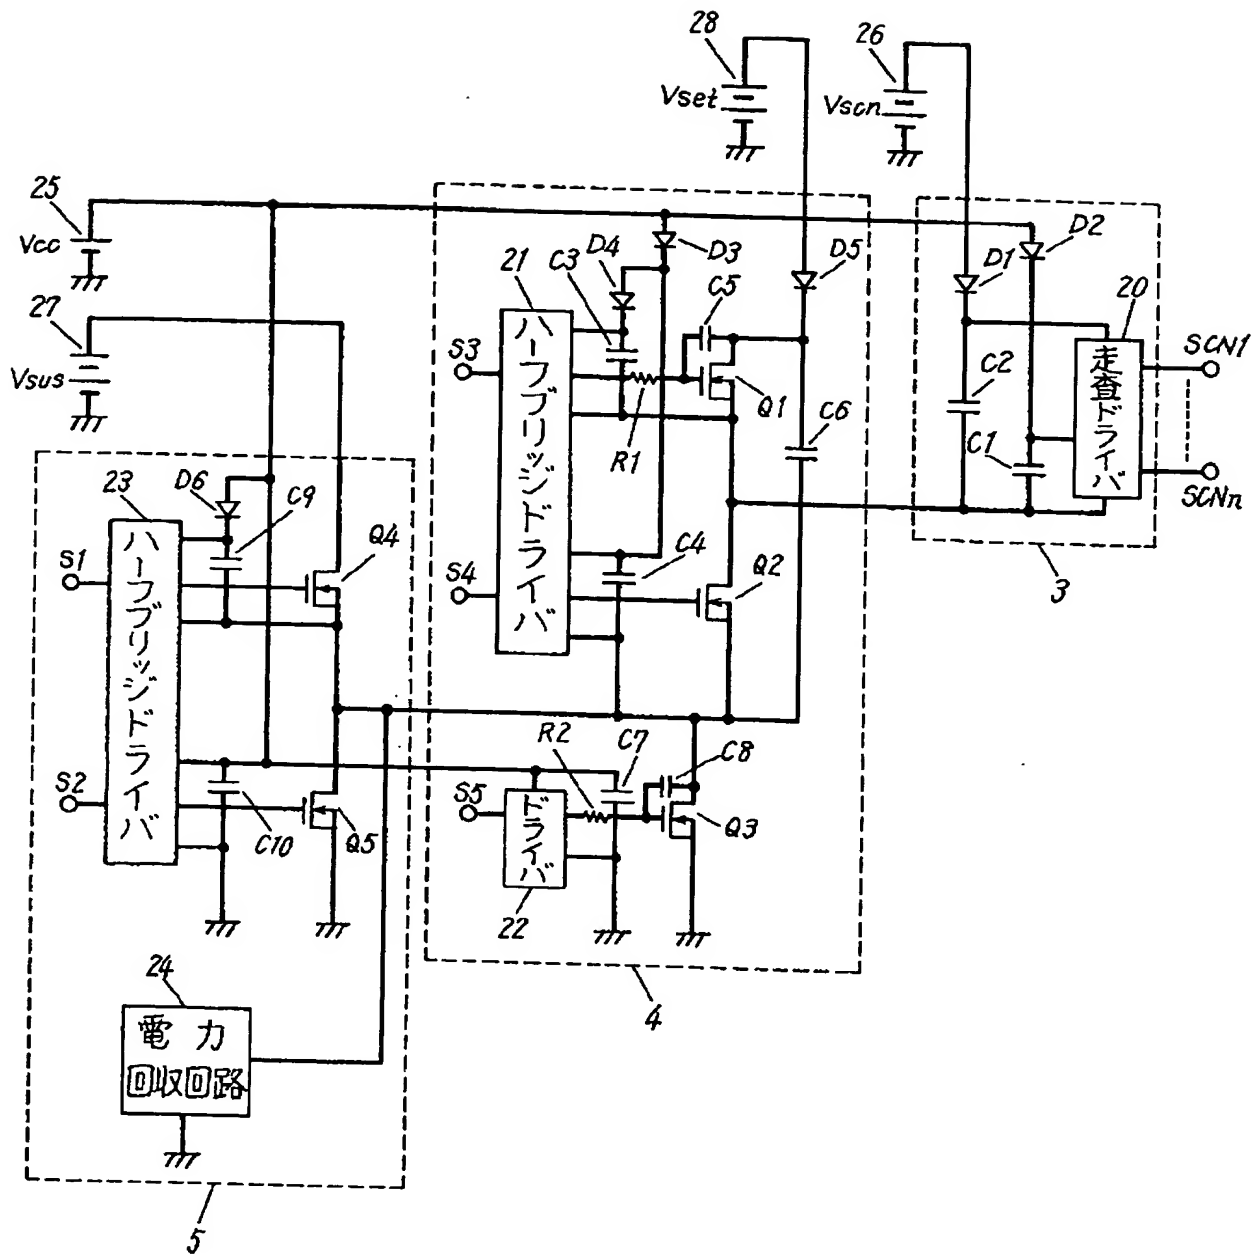 28
Vset
26
Vscn
25
Vcc
27
Vsus
D3
D4
C3
21
ハーフブリッジドライバ
S3
S4
C5
R1
Q1
D5
C6
C4
Q2
D1
D2
C2
C1
20
走査ドライバ
SCN1
SCNn
3
D6
C9
23
ハーフブリッジドライバ
S1
S2
Q4
C10
Q5
R2
C7
C8
S5
ドライバ
22
Q3
4
24
電力
回収回路
5